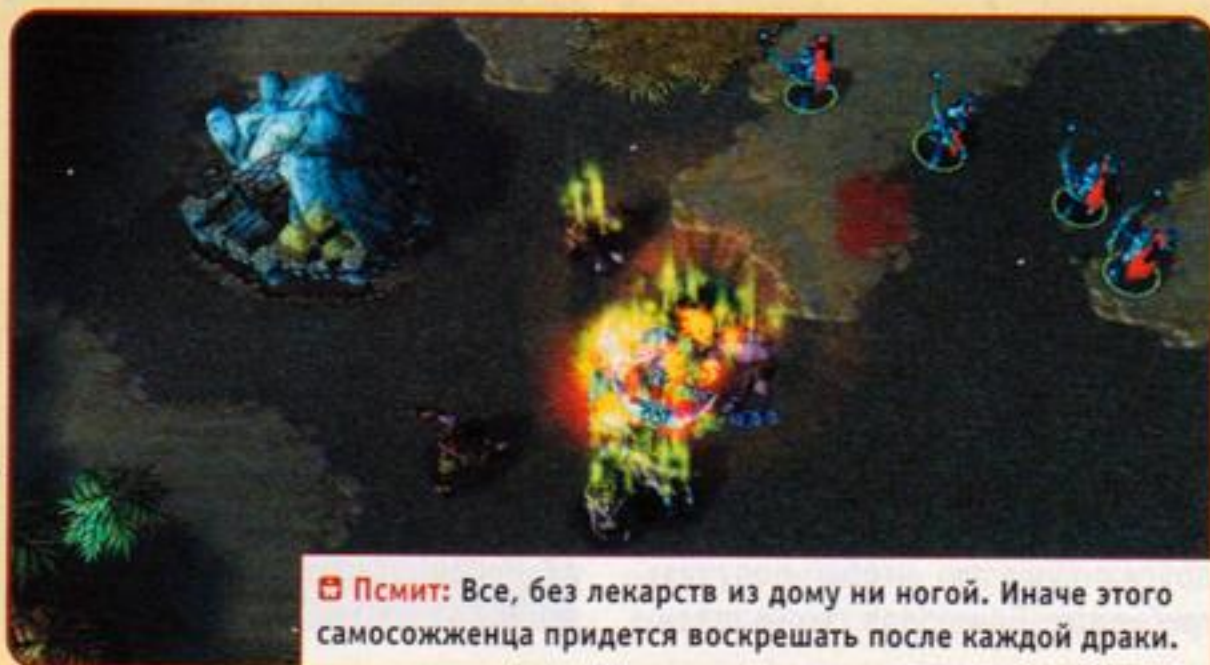 Псмит: Все, без лекарств из дому ни ногой. Иначе этого
самосожженца придется воскрешать после каждой драки.